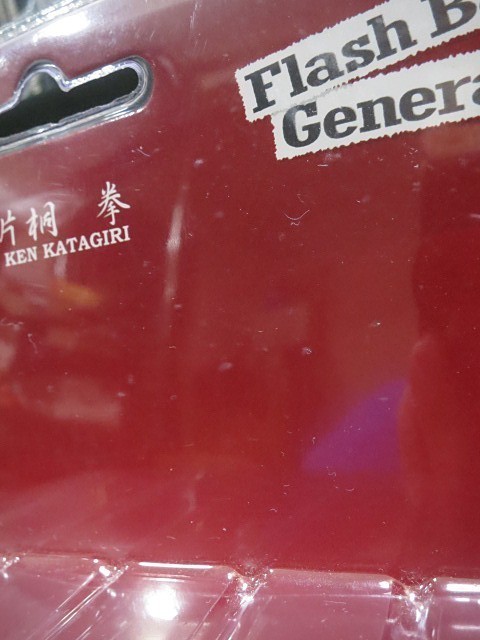 Flash B
Genera
片桐 拳
KEN KATAGIRI